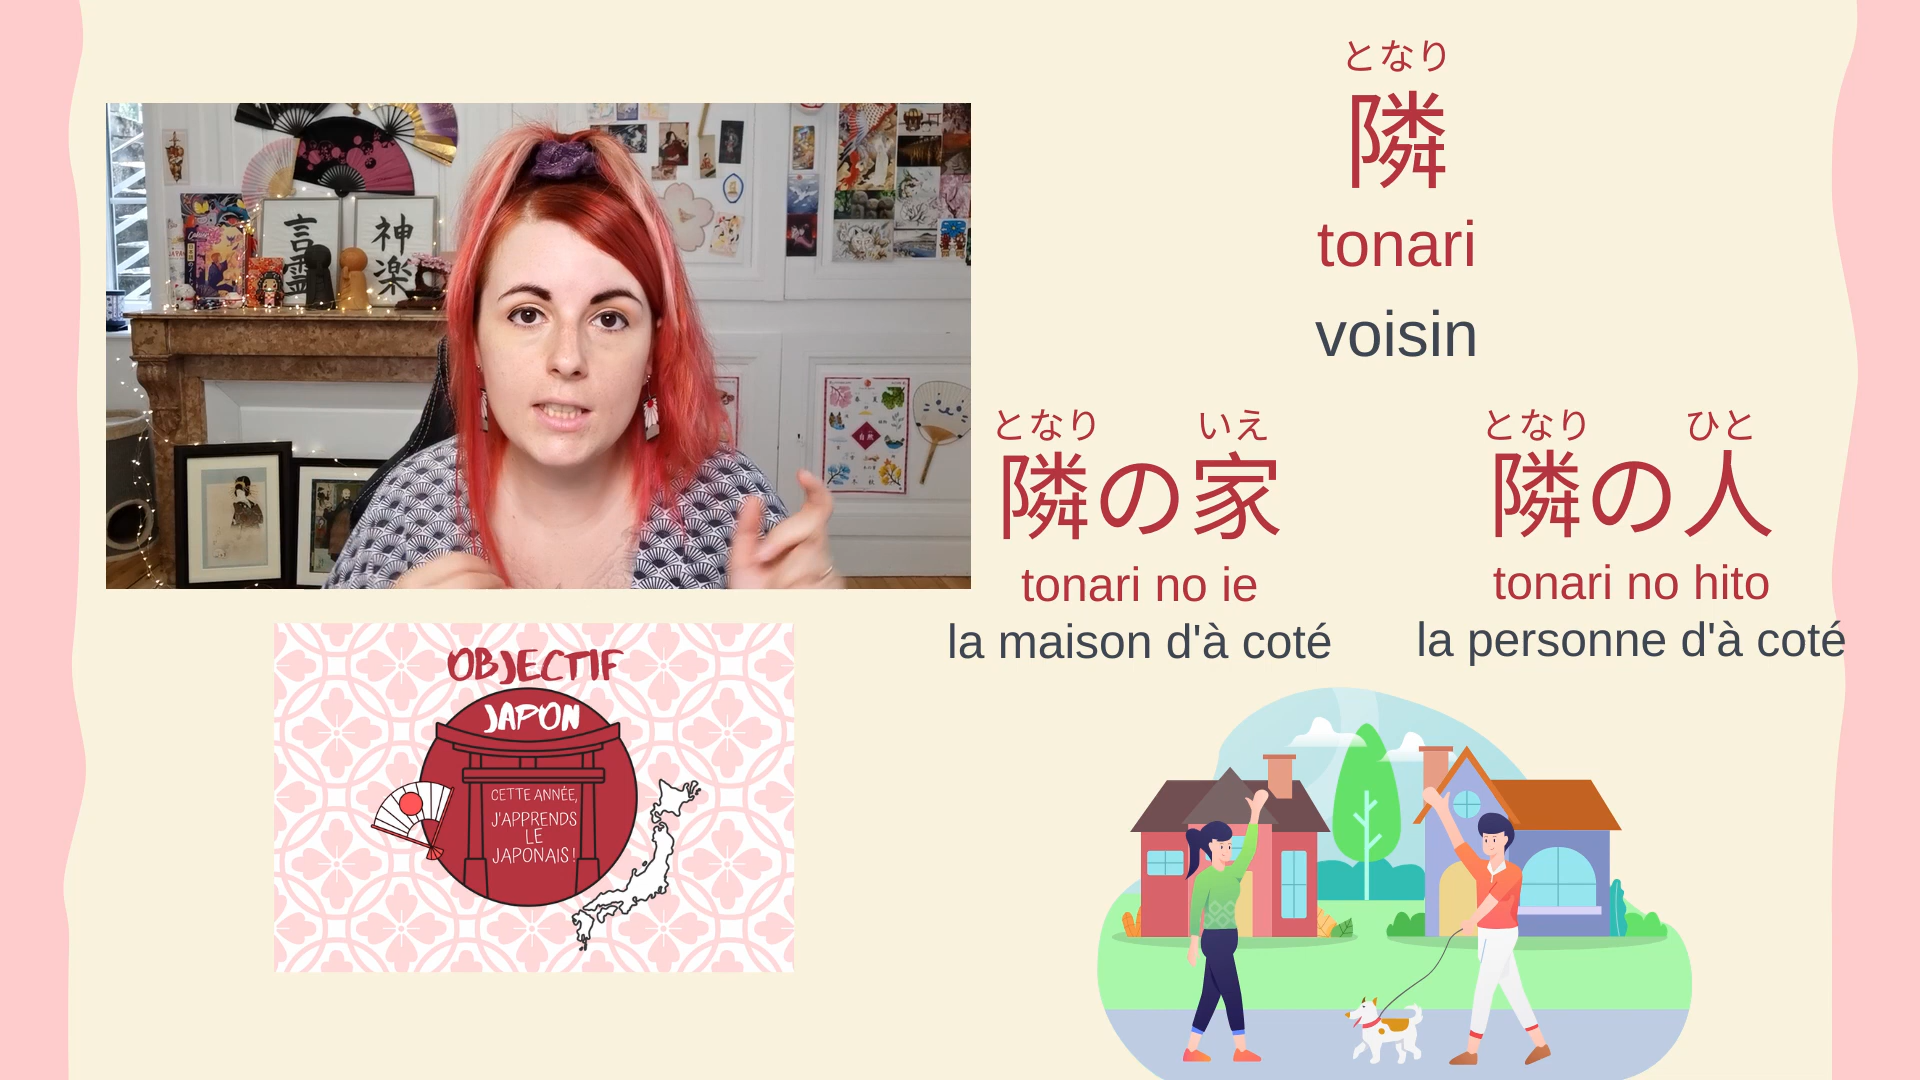 となり
隣
tonari
voisin
となり いえ
隣の家
tonari no ie
la maison d'à coté
となり ひと
隣の人
tonari no hito
la personne d'à coté
言霊
神楽
自然
OBJECTIF
JAPON
CETTE ANNÉE,
J'APPRENDS
LE
JAPONAIS !